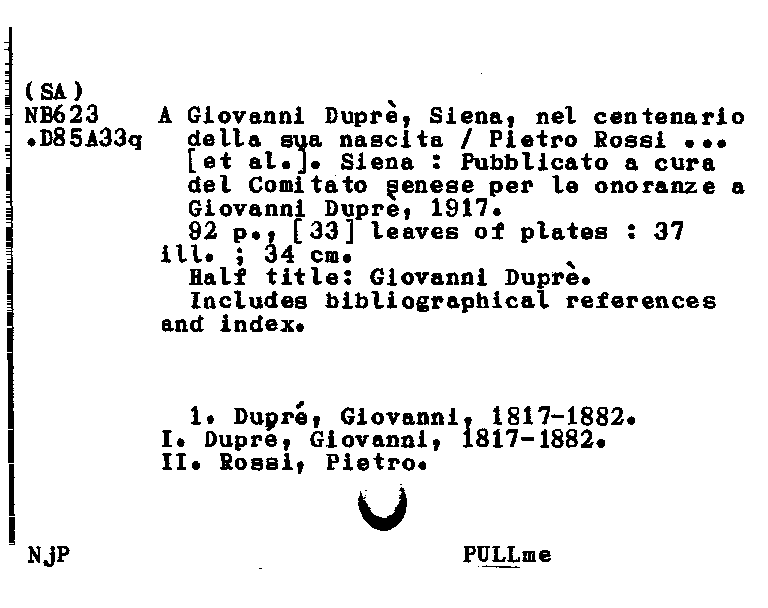 (SA)
NB623 A Giovanni Duprè, Siena, nel centenario
.D85A33q della sua nascita / Pietro Rossi ...
[et al.]. Siena : Pubblicato a cura
del Comitato senese per le onoranze a
Giovanni Duprè, 1917.
92 p., [33] leaves of plates : 37
ill. ; 34 cm.
Half title: Giovanni Duprè.
Includes bibliographical references
and index.
1. Dupré, Giovanni, 1817-1882.
I. Dupré, Giovanni, 1817-1882.
II. Rossi, Pietro.
NjP PULLme